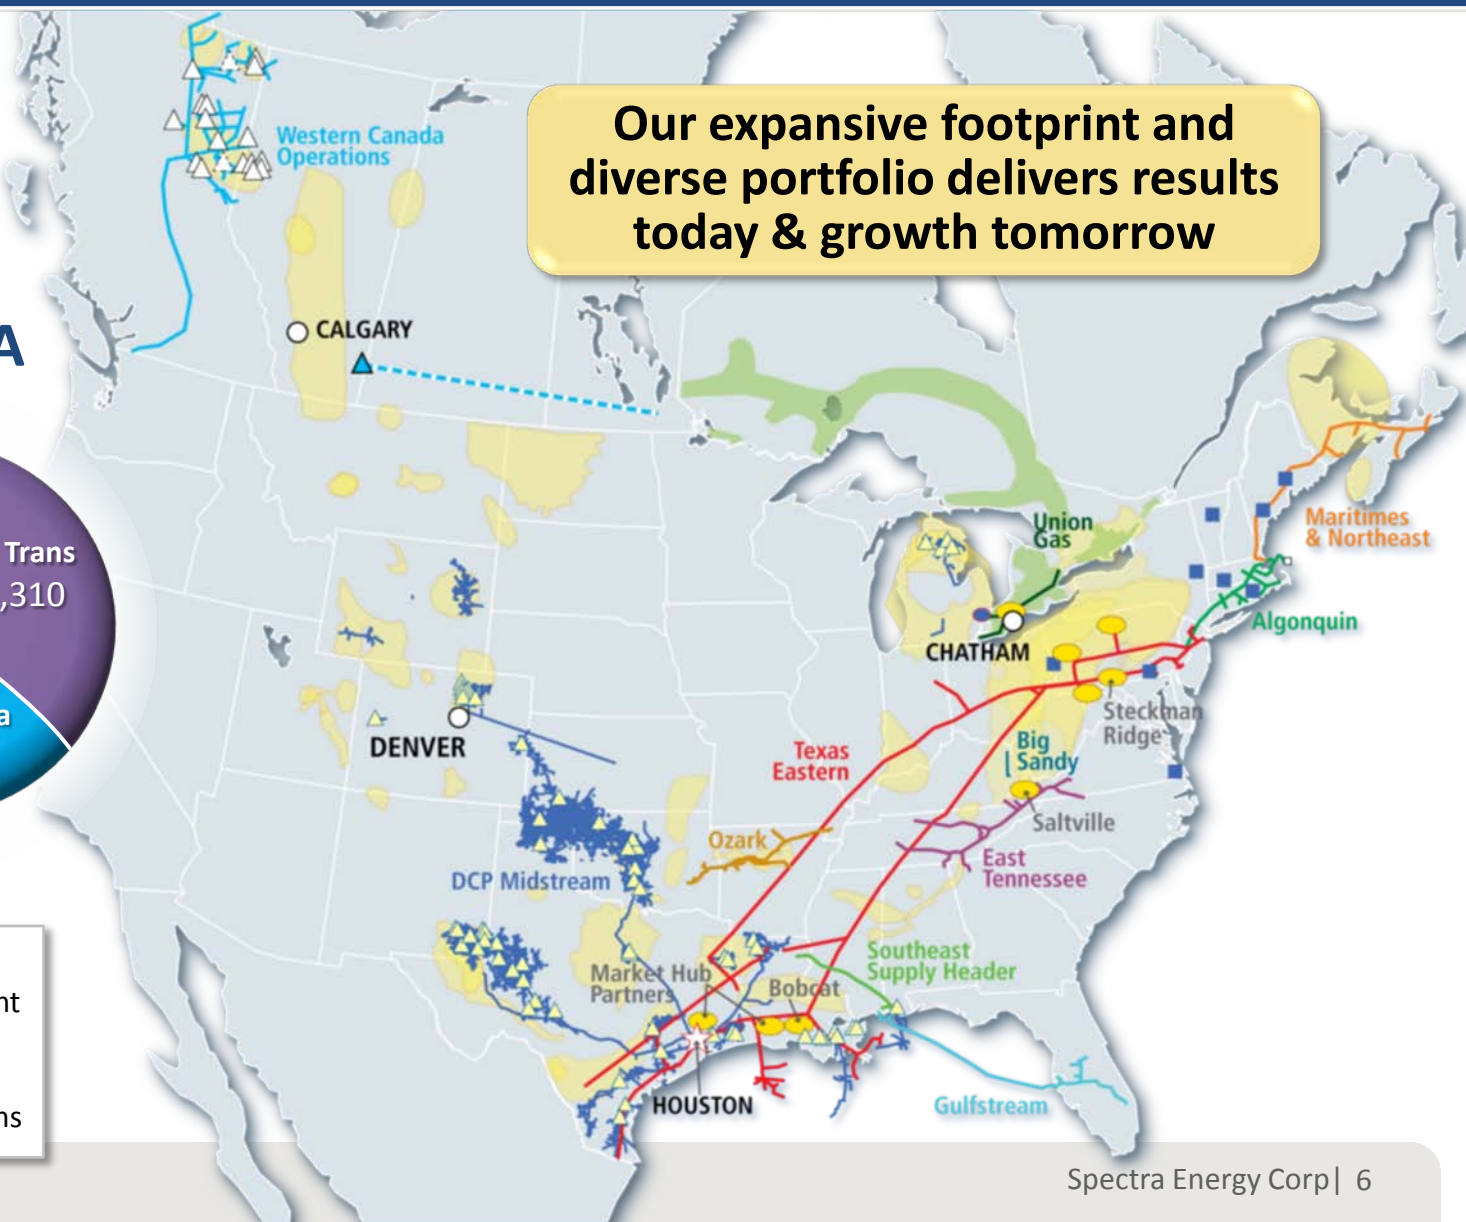 Our expansive footprint and
diverse portfolio delivers results
today & growth tomorrow
Western Canada
Operations
CALGARY
A
Trans
,310
a
Union
Gas
Maritimes
& Northeast
Algonquin
CHATHAM
Steckman
Ridge
DENVER
Texas
Eastern
Big
Sandy
Saltville
Ozark
East
Tennessee
DCP Midstream
Southeast
Supply Header
Market Hub
Partners
Bobcat
nt
ns
HOUSTON
Gulfstream
Spectra Energy Corp| 6